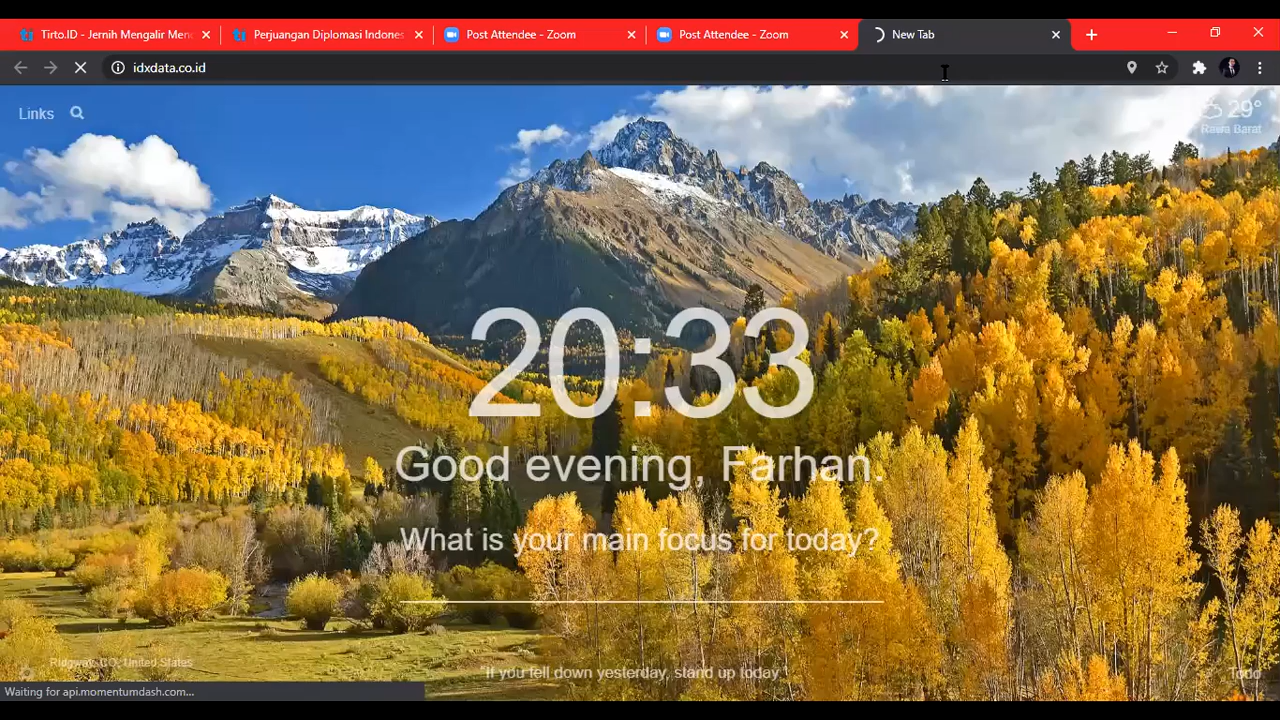 Tirto.ID - Jernih Mengalir Men
Perjuangan Diplomasi Indones
Post Attendee - Zoom
Post Attendee - Zoom
New Tab
idxdata.co.id
Links
29°
Rawa Barat
20:33
Good evening, Farhan.
What is your main focus for today?
Ridgway, CO, United States
"If you fell down yesterday, stand up today."
Todo
Waiting for api.momentumdash.com...